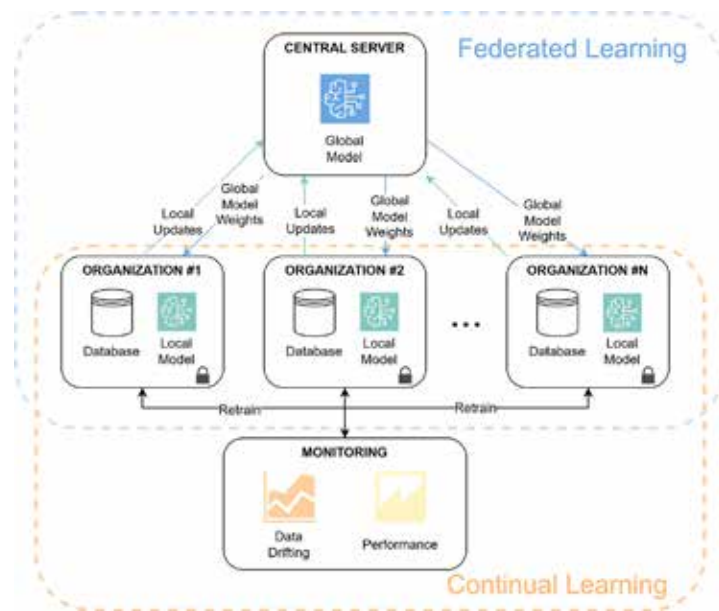 Federated Learning
CENTRAL SERVER
Global
Model
Local
Updates
Global
Model
Weights
Local
Updates
Global
Model
Weights
Local
Updates
Global
Model
Weights
ORGANIZATION #1
Database
Local
Model
ORGANIZATION #2
Database
Local
Model
...
ORGANIZATION #N
Database
Local
Model
Retrain
Retrain
MONITORING
Data
Drifting
Performance
Continual Learning